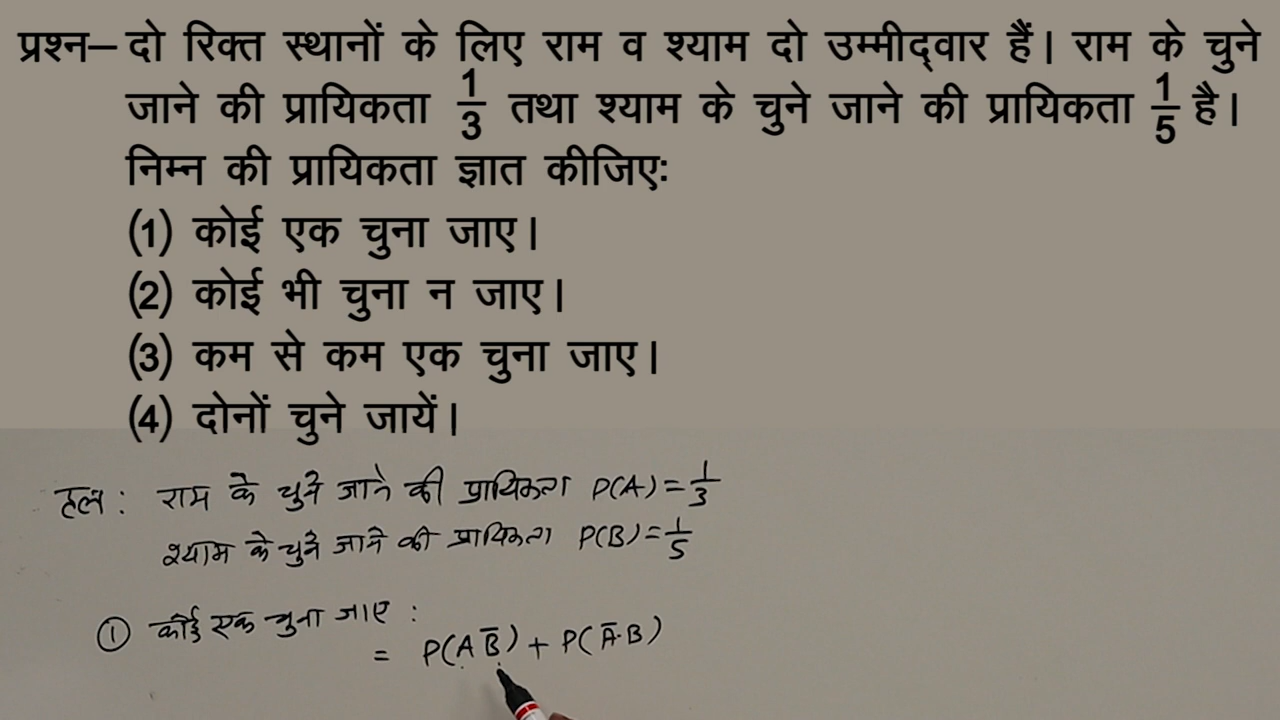 प्रश्न– दो रिक्त स्थानों के लिए राम व श्याम दो उम्मीद्वार हैं। राम के चुने
जाने की प्रायिकता 1/3 तथा श्याम के चुने जाने की प्रायिकता 1/5 है।
निम्न की प्रायिकता ज्ञात कीजिएः
(1) कोई एक चुना जाए।
(2) कोई भी चुना न जाए।
(3) कम से कम एक चुना जाए।
(4) दोनों चुने जायें।
हल : राम के चुने जाने की प्रायिकता P(A) = 1/3
श्याम के चुने जाने की प्रायिकता P(B) = 1/5
① कोई एक चुना जाए :
= P(A B̅) + P(A̅·B)